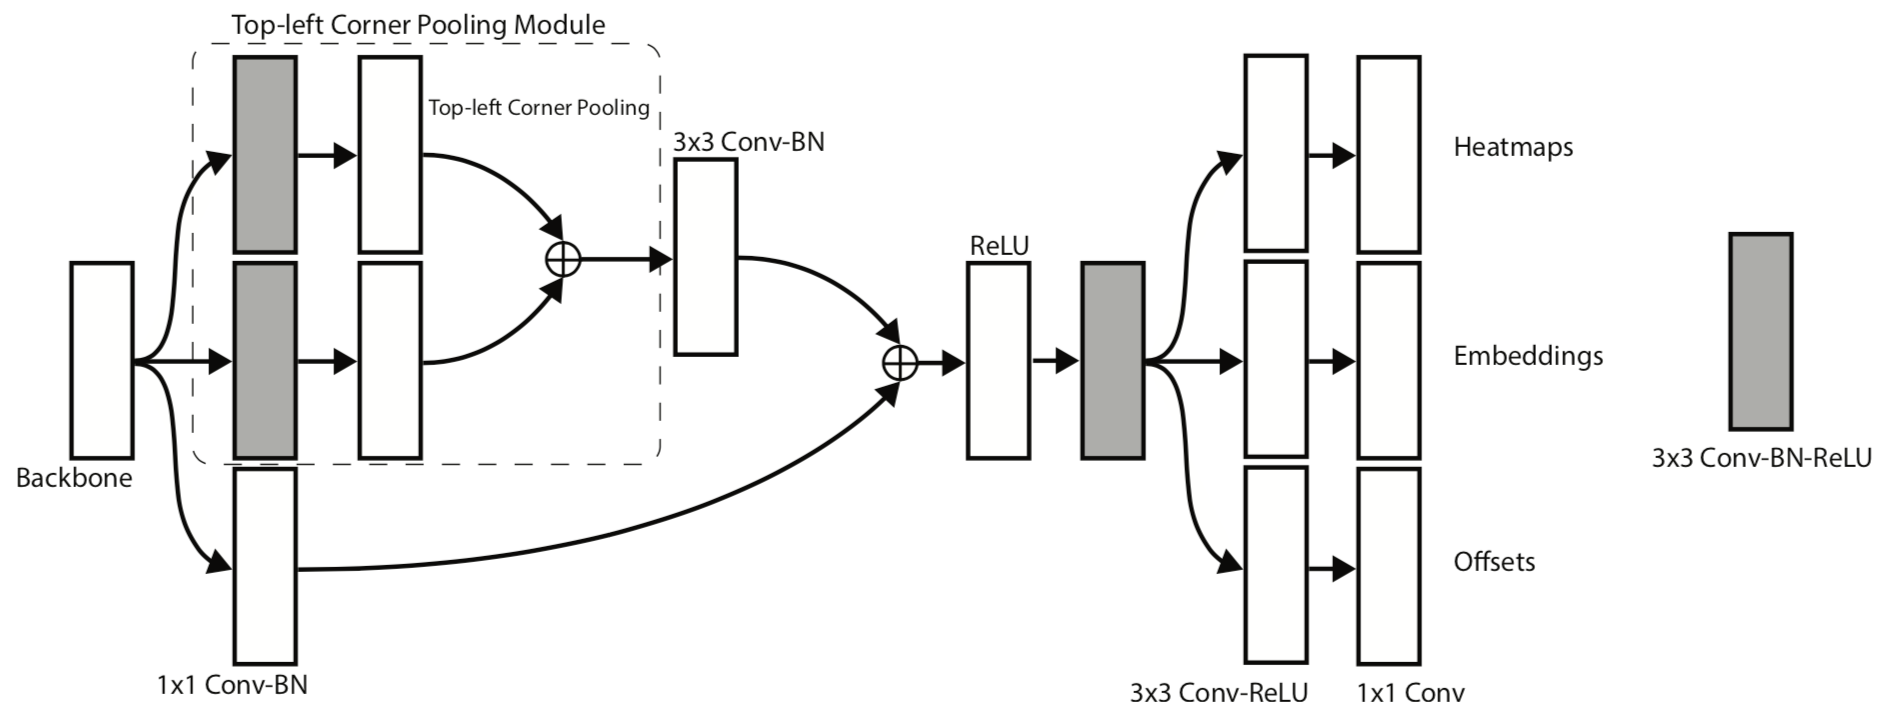 Top-left Corner Pooling Module
Top-left Corner Pooling
3x3 Conv-BN
Heatmaps
ReLU
Embeddings
Backbone
3x3 Conv-BN-ReLU
Offsets
1x1 Conv-BN
3x3 Conv-ReLU
1x1 Conv